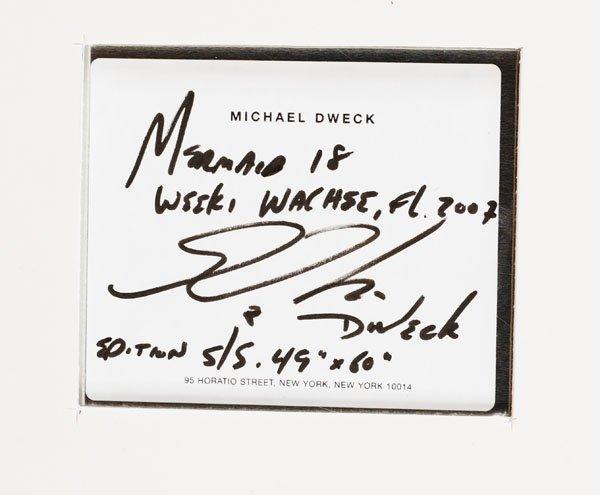 MICHAEL DWECK
MERMAID 18
WEEKI WACHEE, FL. 2007
DWECK
EDITION 5/5. 49" x 60"
95 HORATIO STREET, NEW YORK, NEW YORK 10014